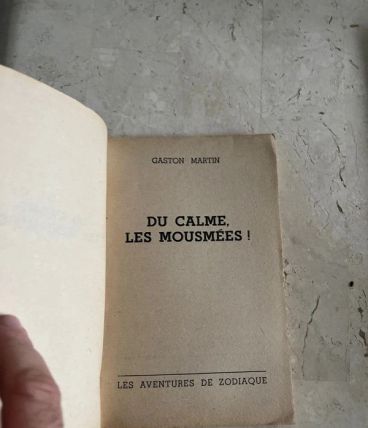 GASTON MARTIN
DU CALME,
LES MOUSMÉES !
LES AVENTURES DE ZODIAQUE